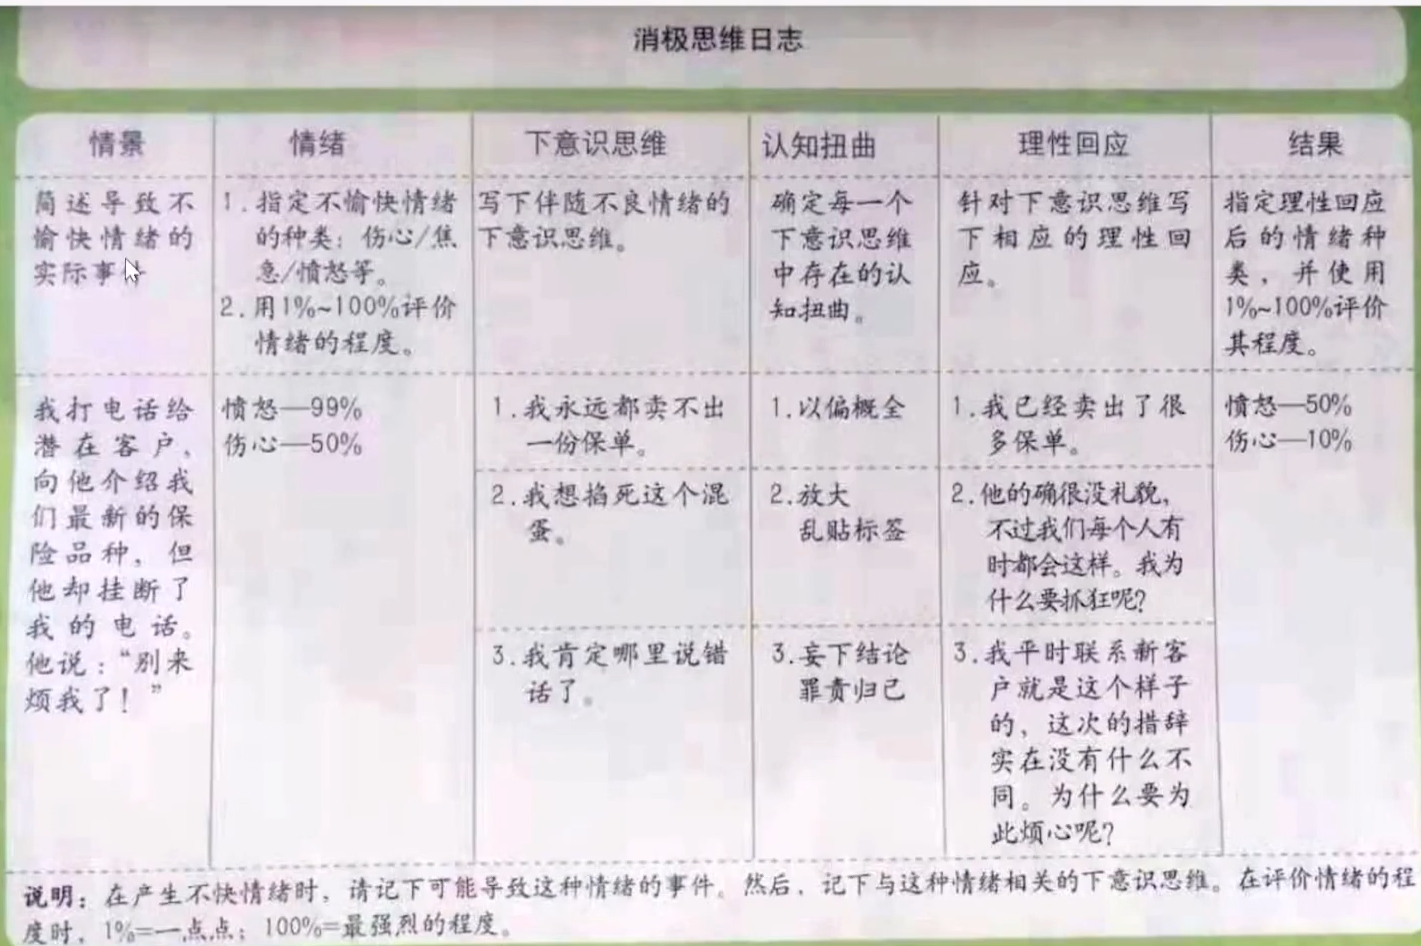 消极思维日志
情景
情绪
下意识思维
认知扭曲
理性回应
结果
简述导致不
愉快情绪的
实际事件
1.指定不愉快情绪
的种类：伤心/焦
急/愤怒等。
2.用1%~100%评价
情绪的程度。
写下伴随不良情绪的
下意识思维。
确定每一个
下意识思维
中存在的认
知扭曲。
针对下意识思维写
下相应的理性回
应。
指定理性回应
后的情绪种
类，并使用
1%~100%评价
其程度。
我打电话给
潜在客户，
向他介绍我
们最新的保
险品种，但
他却挂断了
我的电话。
他说：“别来
烦我了！”
愤怒—99%
伤心—50%
1.我永远都卖不出
一份保单。
1.以偏概全
1.我已经卖出了很
多保单。
愤怒—50%
伤心—10%
2.我想掐死这个混
蛋。
2.放大
乱贴标签
2.他的确很没礼貌，
不过我们每个人有
时都会这样。我为
什么要抓狂呢？
3.我肯定哪里说错
话了。
3.妄下结论
罪责归己
3.我平时联系新客
户就是这个样子
的，这次的措辞
实在没有什么不
同。为什么要为
此烦心呢？
说明：在产生不快情绪时，请记下可能导致这种情绪的事件。然后，记下与这种情绪相关的下意识思维。在评价情绪的程
度时，1%=一点点；100%=最强烈的程度。